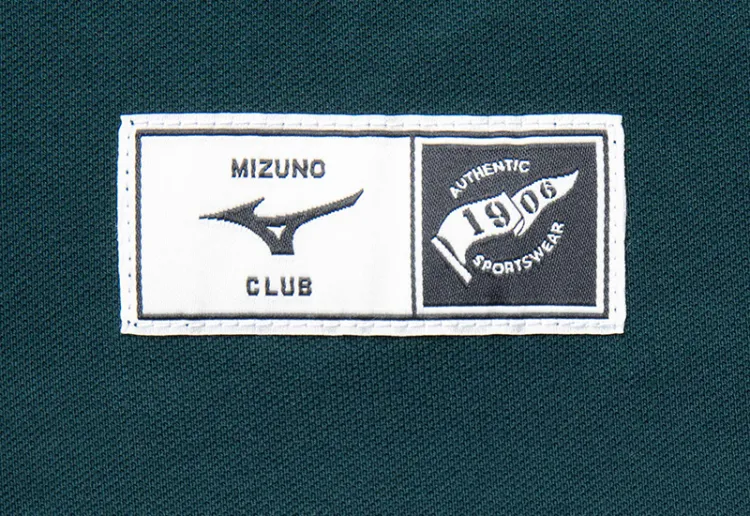 MIZUNO
CLUB
AUTHENTIC
1906
SPORTSWEAR